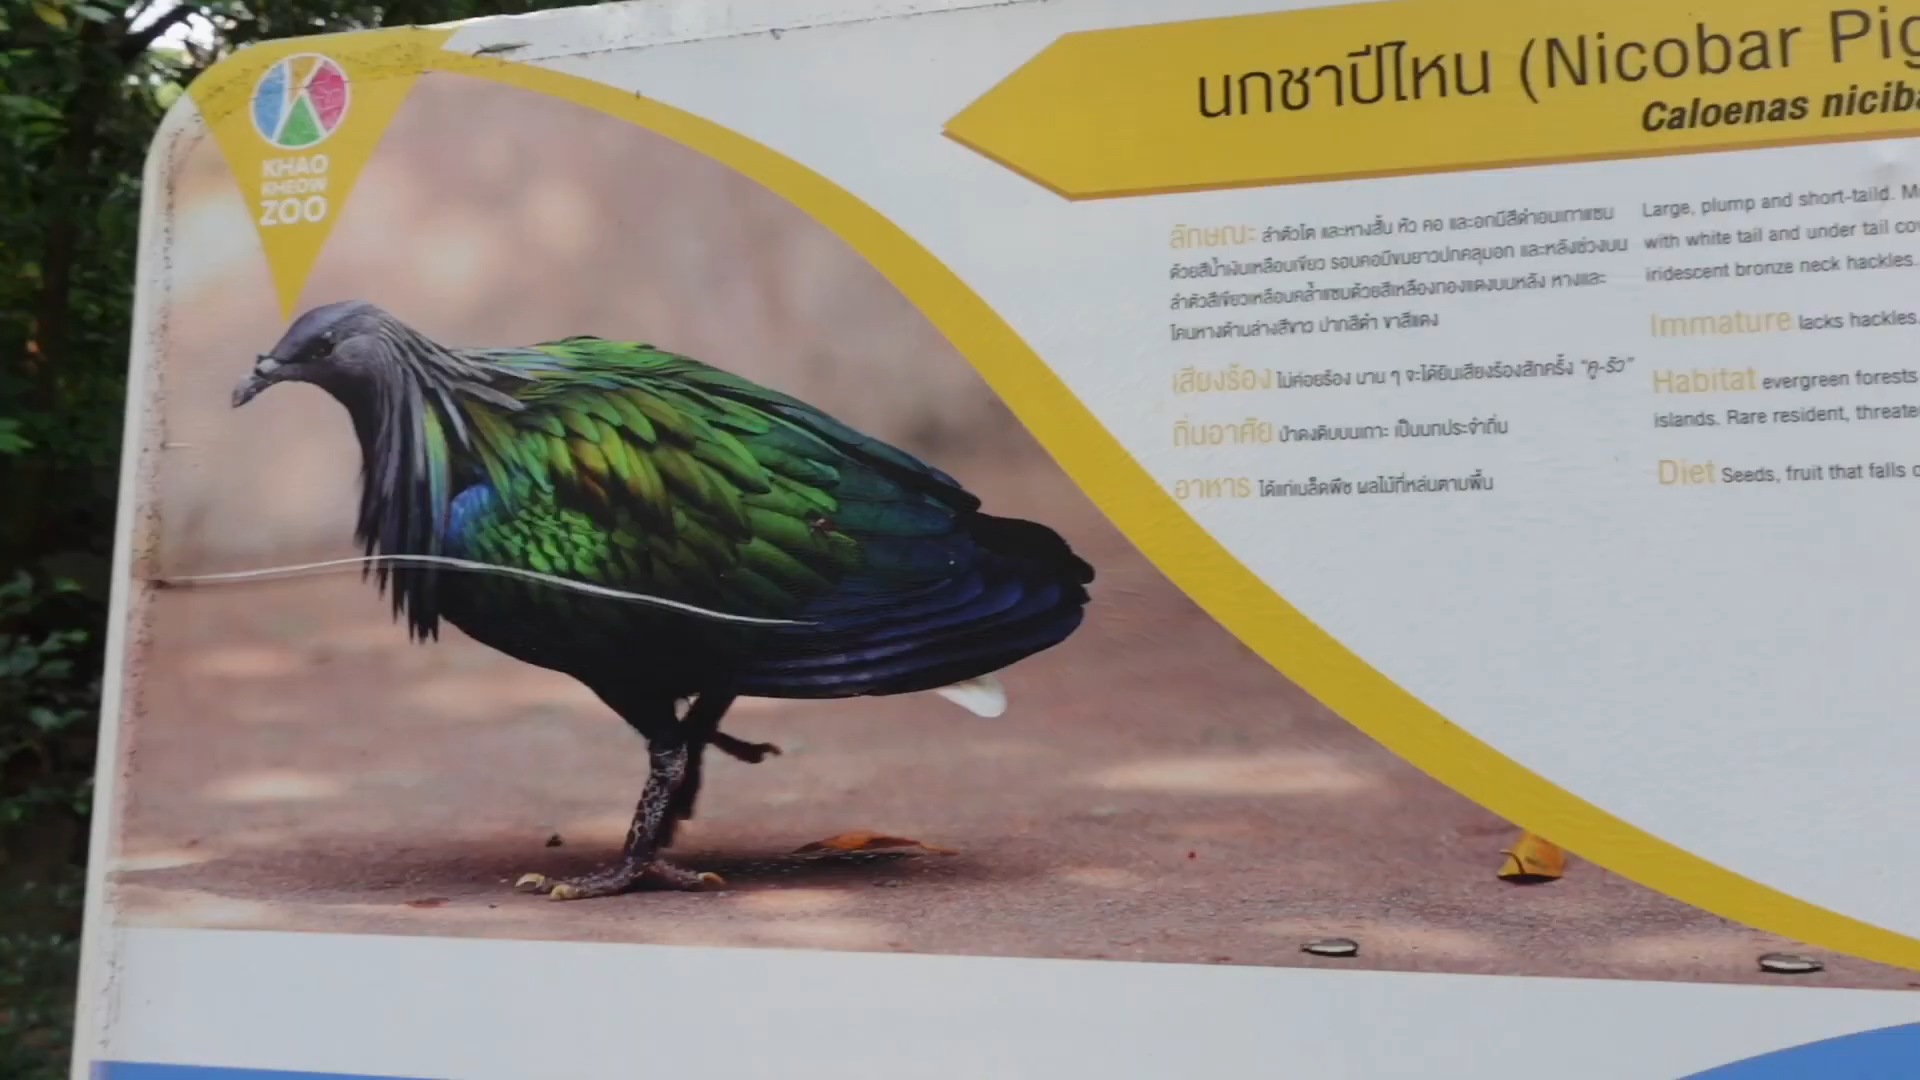 KHAO
KHEOW
ZOO
นกชาปีไหน (Nicobar Pig
Caloenas niciba
ลักษณะ ลำตัวโต และหางสั้น หัว คอ และอกมีสีดำอมเทาแซม
ด้วยสีน้ำเงินเหลือบเขียว รอบคอมีขนยาวปกคลุมอก และหลังช่วงบน
ลำตัวสีเขียวเหลือบคล้ำแซมด้วยสีเหลืองทองแดงบนหลัง หางและ
โคนหางด้านล่างสีขาว ปากสีดำ ขาสีแดง
เสียงร้อง ไม่ค่อยร้อง นาน ๆ จะได้ยินเสียงร้องสักครั้ง "คู-รัว"
ถิ่นอาศัย ป่าดงดิบบนเกาะ เป็นนกประจำถิ่น
อาหาร ได้แก่เมล็ดพืช ผลไม้ที่หล่นตามพื้น
Large, plump and short-taild. M
with white tail and under tail cov
iridescent bronze neck hackles.
Immature lacks hackles,
Habitat evergreen forests
islands. Rare resident, threate
Diet Seeds, fruit that falls o